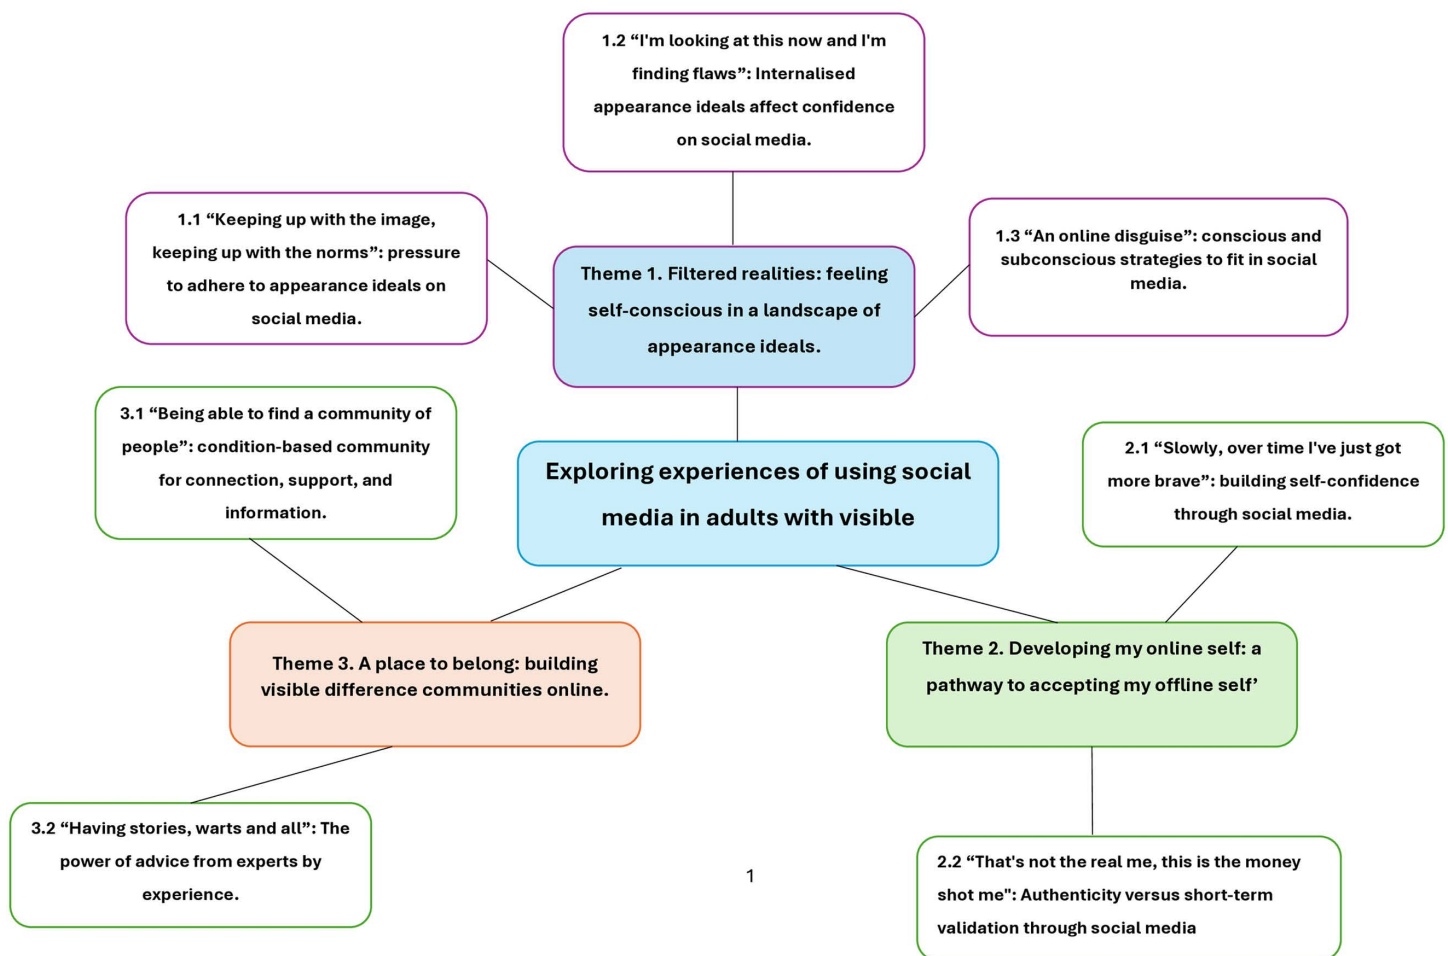 1.2 “I'm looking at this now and I'm
finding flaws”: Internalised
appearance ideals affect confidence
on social media.
1.1 “Keeping up with the image,
keeping up with the norms”: pressure
to adhere to appearance ideals on
social media.
1.3 “An online disguise”: conscious and
subconscious strategies to fit in social
media.
Theme 1. Filtered realities: feeling
self-conscious in a landscape of
appearance ideals.
3.1 “Being able to find a community of
people”: condition-based community
for connection, support, and
information.
Exploring experiences of using social
media in adults with visible
2.1 “Slowly, over time I've just got
more brave”: building self-confidence
through social media.
Theme 3. A place to belong: building
visible difference communities online.
Theme 2. Developing my online self: a
pathway to accepting my offline self’
3.2 “Having stories, warts and all”: The
power of advice from experts by
experience.
2.2 “That's not the real me, this is the money
shot me": Authenticity versus short-term
validation through social media
1